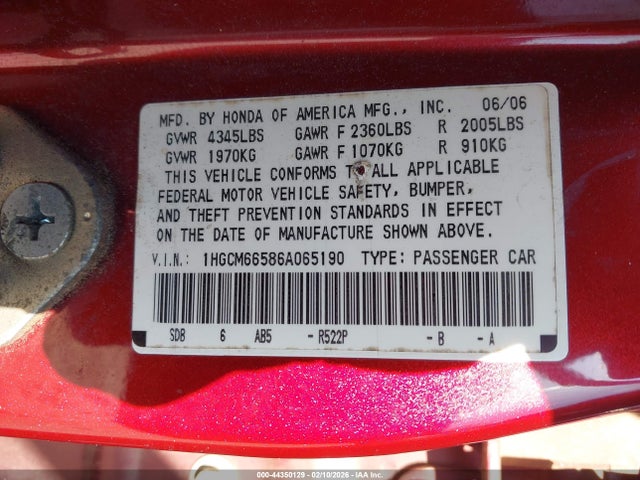 MFD. BY HONDA OF AMERICA MFG., INC. 06/06
GVWR 4345LBS GAWR F 2360LBS R 2005LBS
GVWR 1970KG GAWR F 1070KG R 910KG
THIS VEHICLE CONFORMS TO ALL APPLICABLE
FEDERAL MOTOR VEHICLE SAFETY, BUMPER,
AND THEFT PREVENTION STANDARDS IN EFFECT
ON THE DATE OF MANUFACTURE SHOWN ABOVE.
V.I.N.: 1HGCM66586A065190 TYPE: PASSENGER CAR
SDB 6 AB5 - R522P - B - A
000-44350129 - 02/10/2026 - IAA Inc.